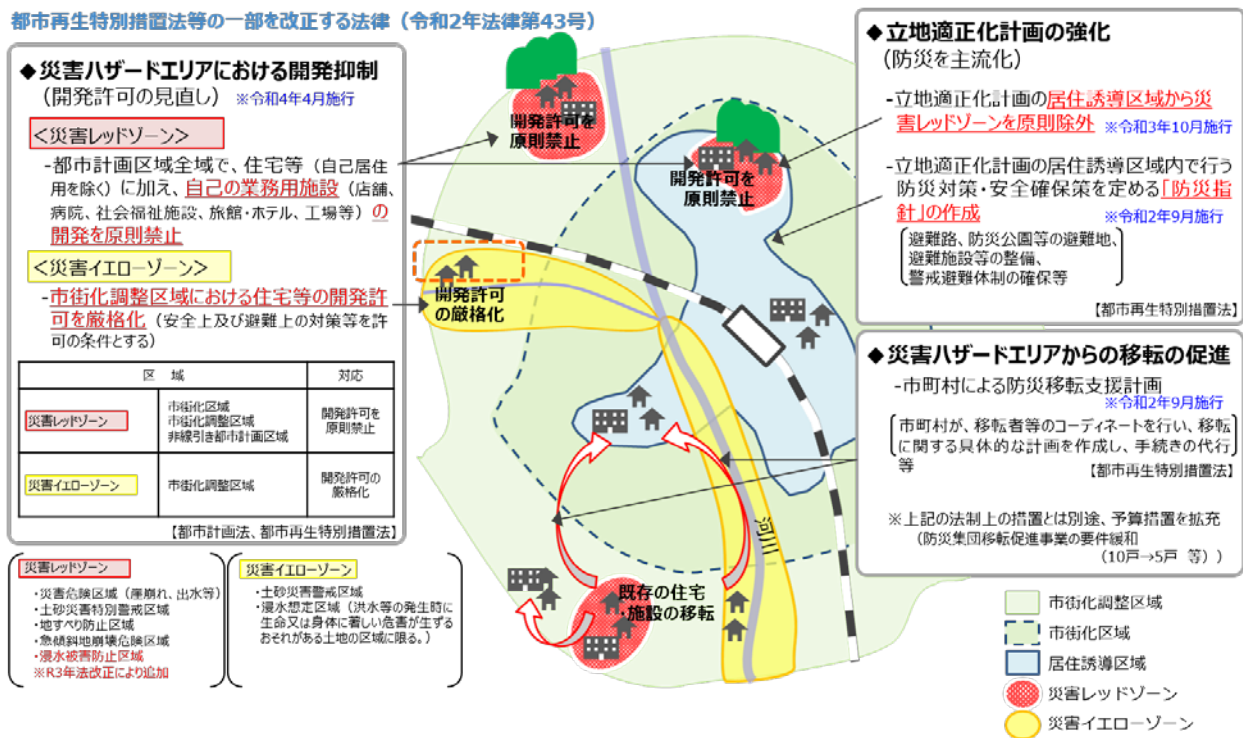 都市再生特別措置法等の一部を改正する法律（令和2年法律第43号）
◆災害ハザードエリアにおける開発抑制
（開発許可の見直し） ※令和4年4月施行
＜災害レッドゾーン＞
-都市計画区域全域で、住宅等（自己居住
用を除く）に加え、自己の業務用施設（店舗、
病院、社会福祉施設、旅館・ホテル、工場等）の
開発を原則禁止
＜災害イエローゾーン＞
-市街化調整区域における住宅等の開発許
可を厳格化（安全上及び避難上の対策等を許
可の条件とする）
区　域 対応
災害レッドゾーン
市街化区域
市街化調整区域
非線引き都市計画区域
開発許可を
原則禁止
災害イエローゾーン
市街化調整区域
開発許可の
厳格化
【都市計画法、都市再生特別措置法】
災害レッドゾーン
・災害危険区域（崖崩れ、出水等）
・土砂災害特別警戒区域
・地すべり防止区域
・急傾斜地崩壊危険区域
・浸水被害防止区域
※R3年法改正により追加
災害イエローゾーン
・土砂災害警戒区域
・浸水想定区域（洪水等の発生時に
生命又は身体に著しい危害が生ずる
おそれがある土地の区域に限る。）
開発許可を
原則禁止
開発許可を
原則禁止
開発許可
の厳格化
河川
既存の住宅
・施設の移転
◆立地適正化計画の強化
（防災を主流化）
-立地適正化計画の居住誘導区域から災
害レッドゾーンを原則除外 ※令和3年10月施行
-立地適正化計画の居住誘導区域内で行う
防災対策・安全確保策を定める「防災指
針」の作成 ※令和2年9月施行
避難路、防災公園等の避難地、
避難施設等の整備、
警戒避難体制の確保等
【都市再生特別措置法】
◆災害ハザードエリアからの移転の促進
-市町村による防災移転支援計画
※令和2年9月施行
市町村が、移転者等のコーディネートを行い、移転
に関する具体的な計画を作成し、手続きの代行
等
【都市再生特別措置法】
※上記の法制上の措置とは別途、予算措置を拡充
（防災集団移転促進事業の要件緩和
（10戸→5戸 等））
市街化調整区域
市街化区域
居住誘導区域
災害レッドゾーン
災害イエローゾーン